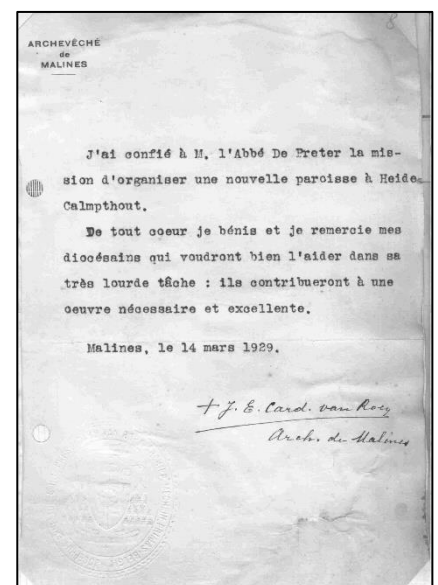 8
ARCHEVÊCHÉ
de
MALINES
J'ai confié à M. l'Abbé De Preter la mis-
sion d'organiser une nouvelle paroisse à Heide-
Calmpthout.
De tout coeur je bénis et je remercie mes
diocésains qui voudront bien l'aider dans sa
très lourde tâche : ils contribueront à une
oeuvre nécessaire et excellente.
Malines, le 14 mars 1929.
+ J. E. Card. van Roey
Arch. de Malines